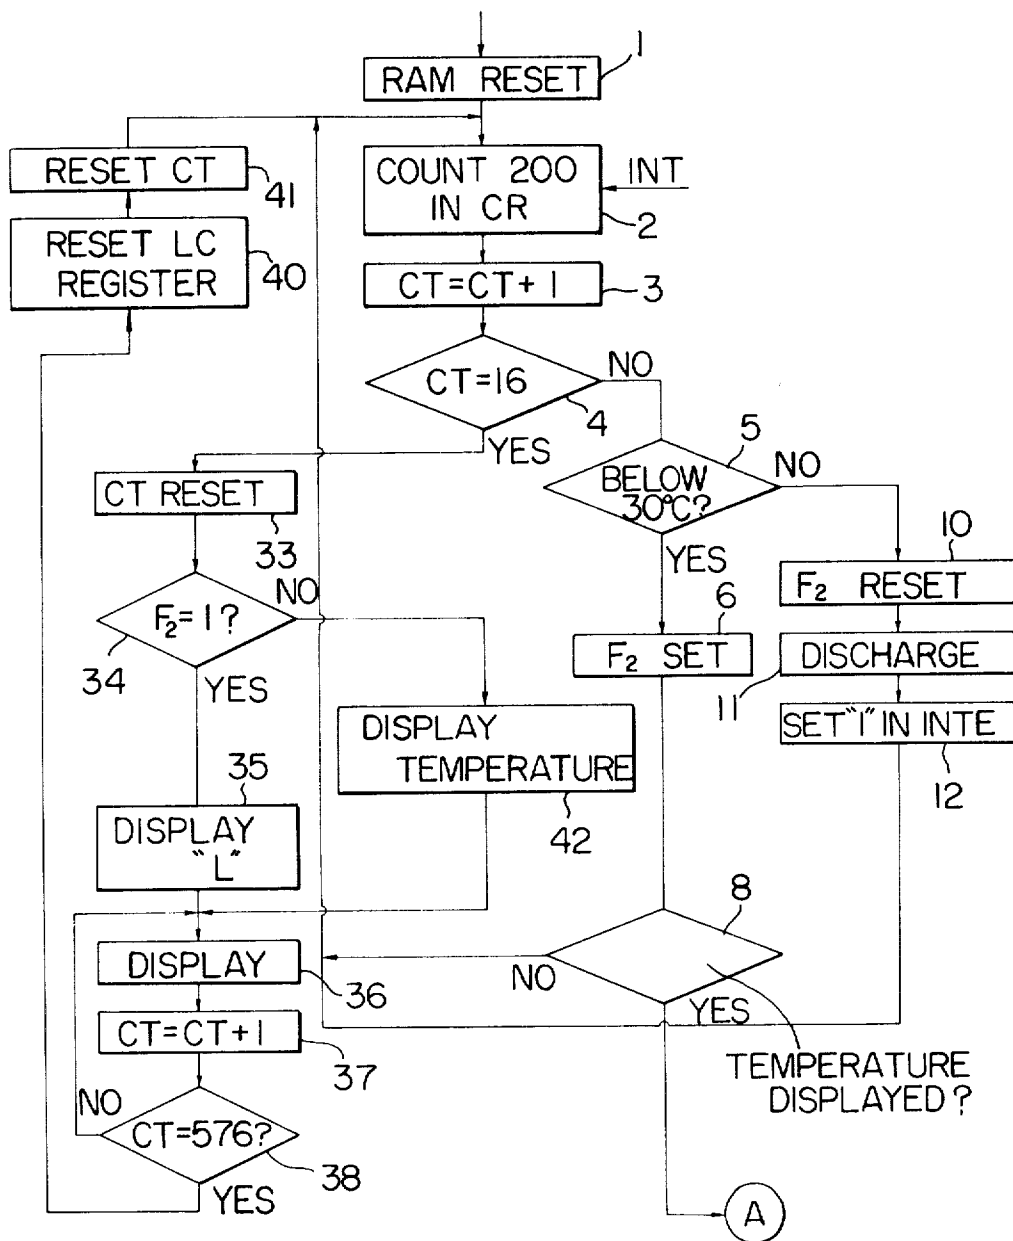 1
RAM RESET
RESET CT
41
COUNT 200
IN CR
INT
2
RESET LC
REGISTER
40
CT=CT+1
3
CT=16
NO
4
YES
5
BELOW
30°C?
NO
YES
CT RESET
33
10
F2 RESET
F2=1?
NO
34
YES
6
F2 SET
DISCHARGE
11
SET "1" IN INTE
12
DISPLAY
TEMPERATURE
42
35
DISPLAY
"L"
8
NO
YES
DISPLAY
36
CT=CT+1
37
TEMPERATURE
DISPLAYED?
NO
CT=576?
38
YES
A